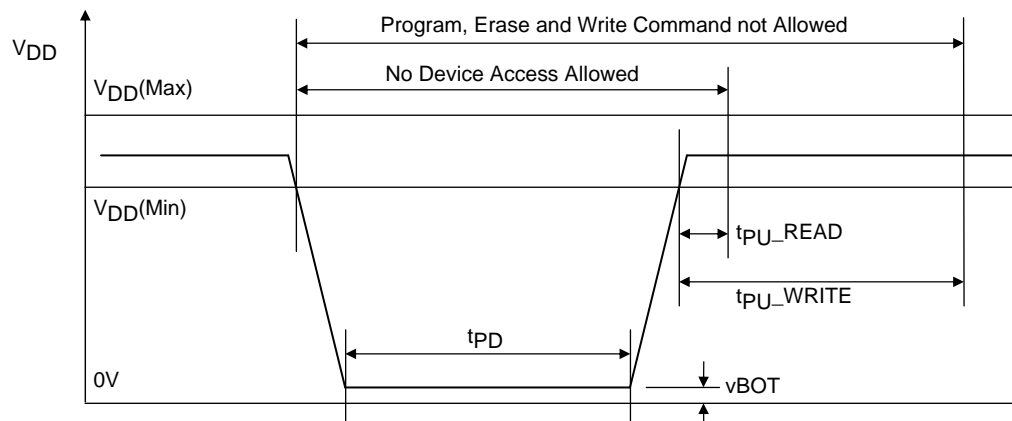 Program, Erase and Write Command not Allowed
VDD
No Device Access Allowed
VDD(Max)
VDD(Min)
tPU_READ
tPU_WRITE
tPD
0V
vBOT